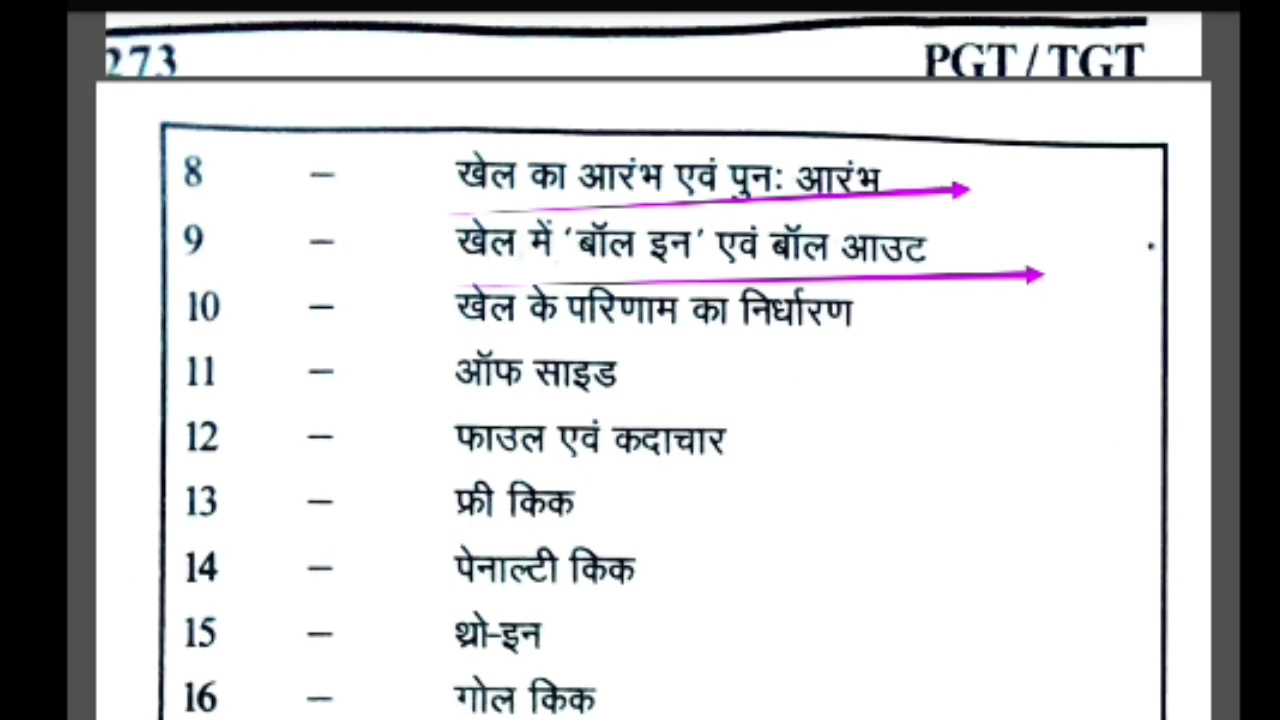 273 PGT / TGT
8 – खेल का आरंभ एवं पुनः आरंभ
9 – खेल में ‘बॉल इन’ एवं बॉल आउट
10 – खेल के परिणाम का निर्धारण
11 – ऑफ साइड
12 – फाउल एवं कदाचार
13 – फ्री किक
14 – पेनाल्टी किक
15 – थ्रो-इन
16 – गोल किक